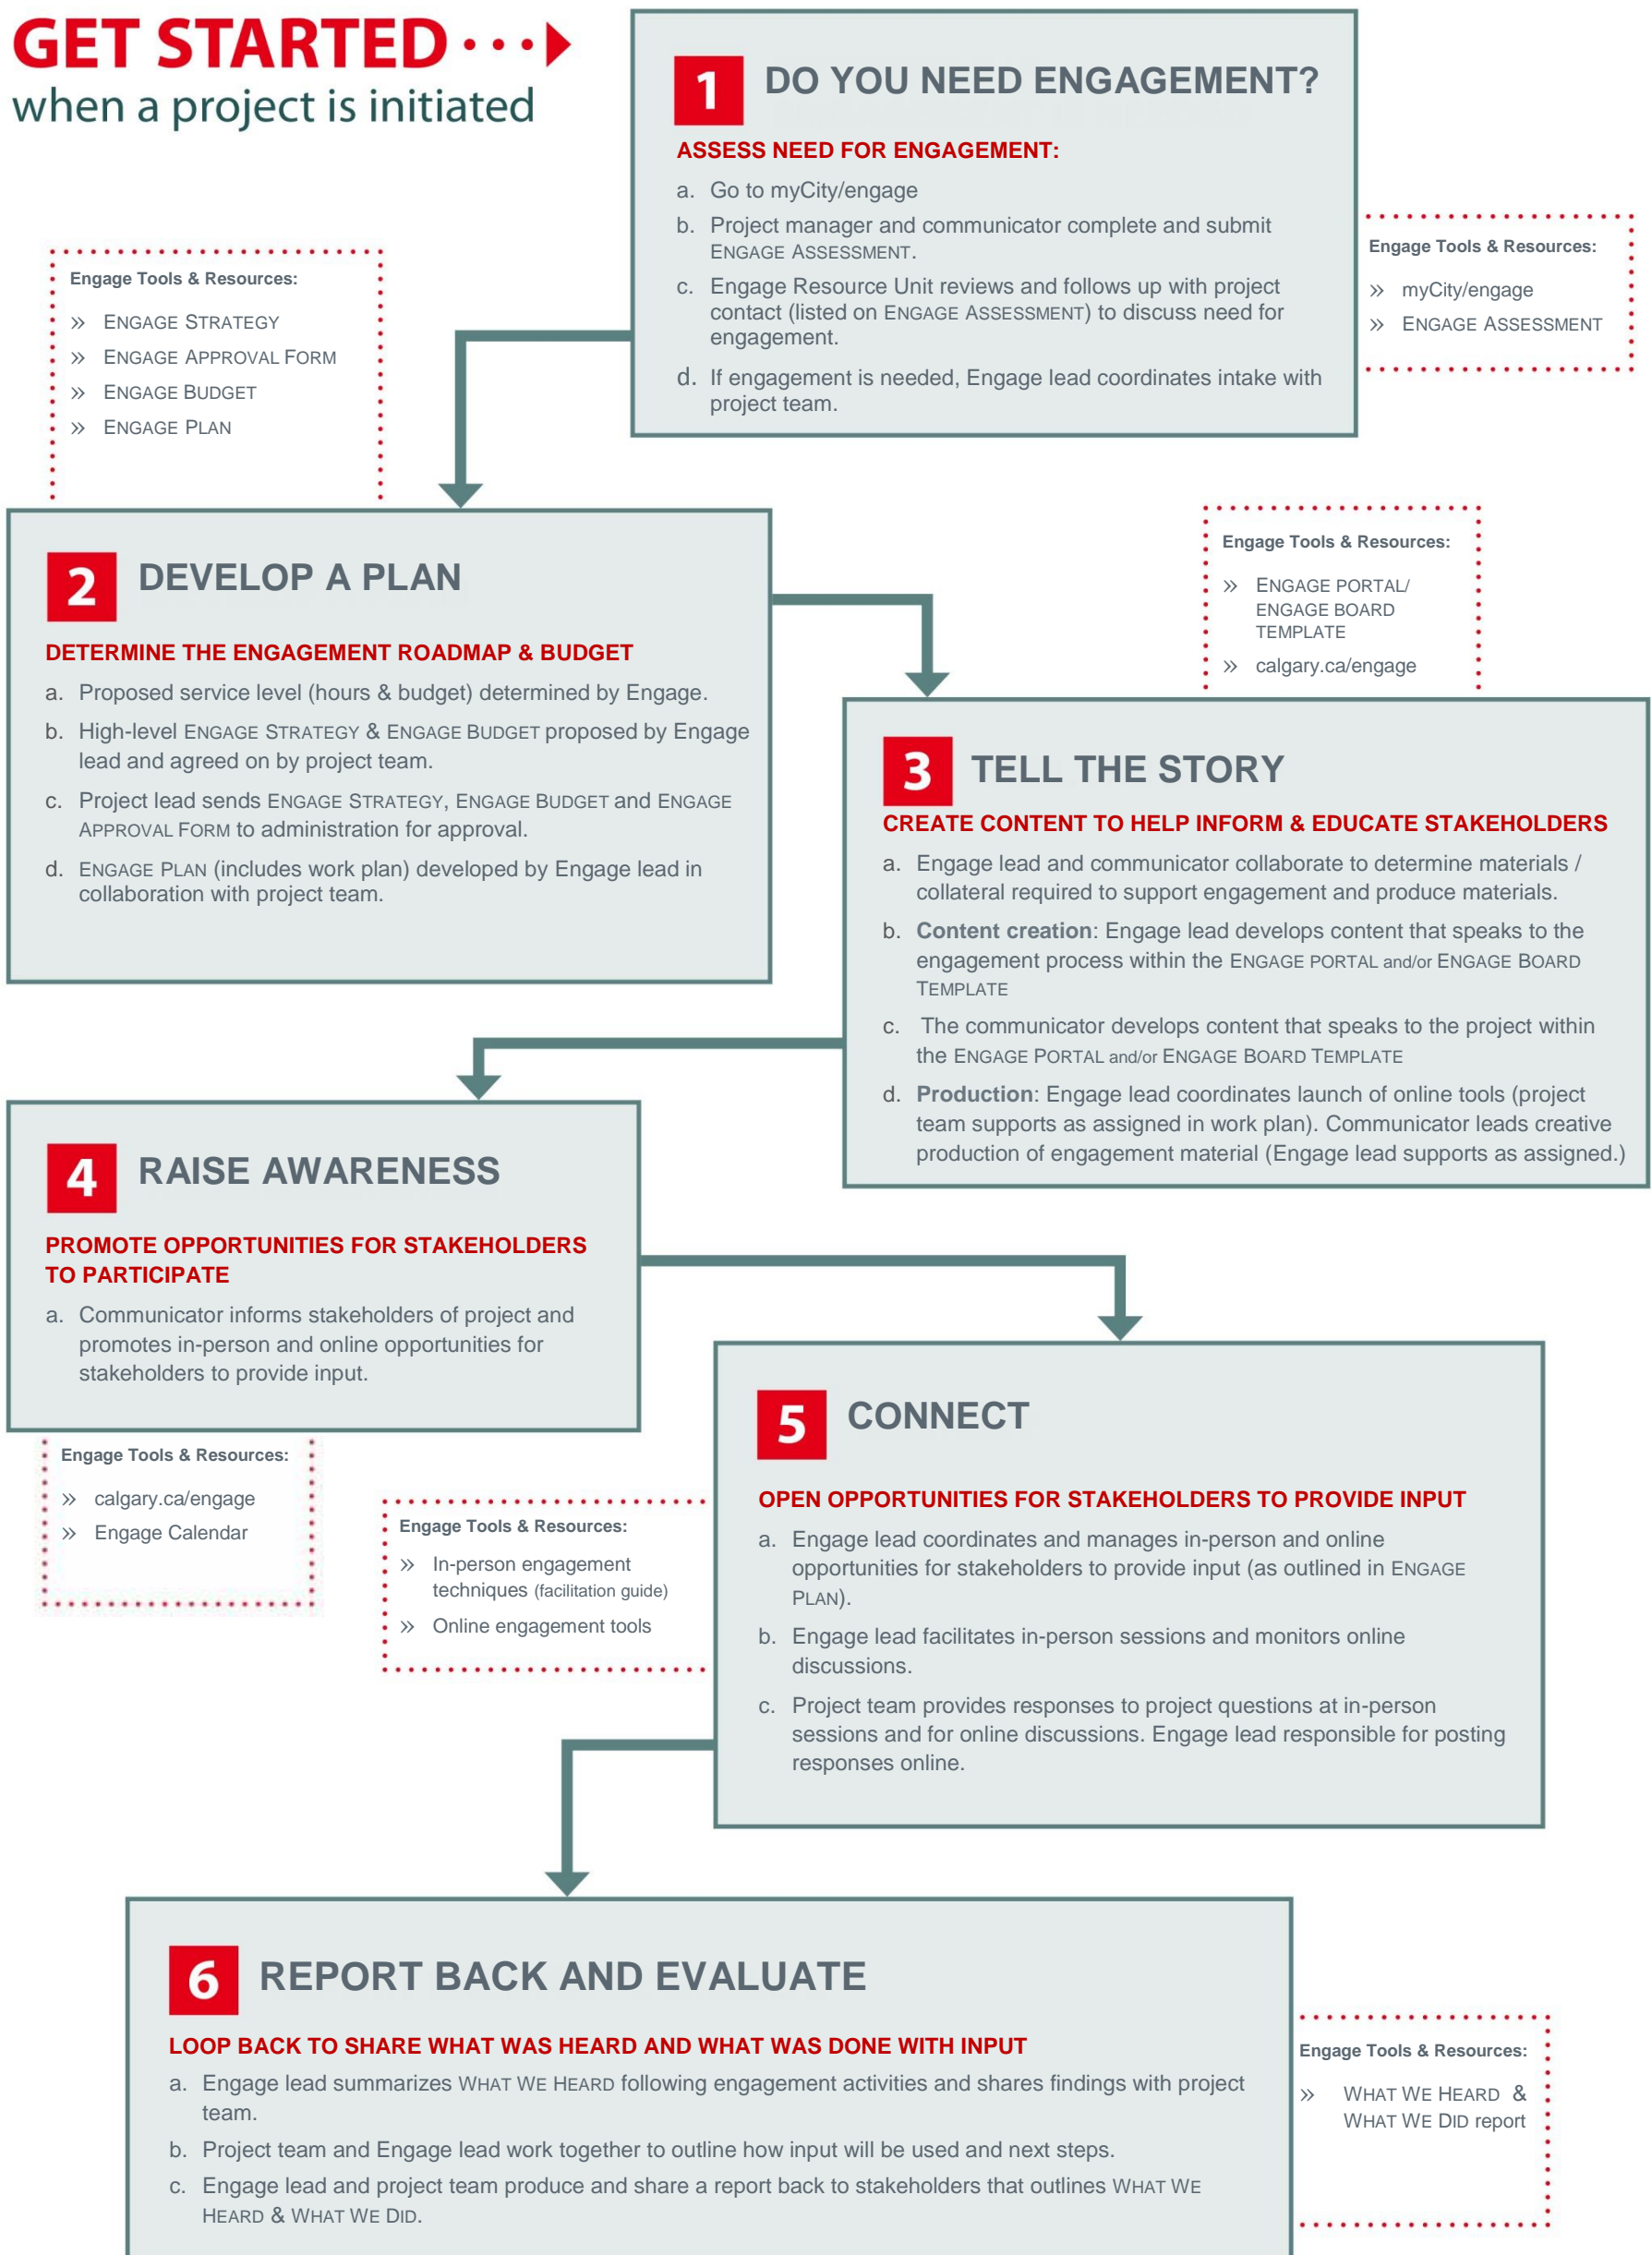 GET STARTED
when a project is initiated
1 DO YOU NEED ENGAGEMENT?
ASSESS NEED FOR ENGAGEMENT:
a. Go to myCity/engage
b. Project manager and communicator complete and submit
ENGAGE ASSESSMENT.
c. Engage Resource Unit reviews and follows up with project
contact (listed on ENGAGE ASSESSMENT) to discuss need for
engagement.
d. If engagement is needed, Engage lead coordinates intake with
project team.
Engage Tools & Resources:
» myCity/engage
» ENGAGE ASSESSMENT
Engage Tools & Resources:
» ENGAGE STRATEGY
» ENGAGE APPROVAL FORM
» ENGAGE BUDGET
» ENGAGE PLAN
2 DEVELOP A PLAN
DETERMINE THE ENGAGEMENT ROADMAP & BUDGET
a. Proposed service level (hours & budget) determined by Engage.
b. High-level ENGAGE STRATEGY & ENGAGE BUDGET proposed by Engage
lead and agreed on by project team.
c. Project lead sends ENGAGE STRATEGY, ENGAGE BUDGET and ENGAGE
APPROVAL FORM to administration for approval.
d. ENGAGE PLAN (includes work plan) developed by Engage lead in
collaboration with project team.
Engage Tools & Resources:
» ENGAGE PORTAL/
ENGAGE BOARD
TEMPLATE
» calgary.ca/engage
3 TELL THE STORY
CREATE CONTENT TO HELP INFORM & EDUCATE STAKEHOLDERS
a. Engage lead and communicator collaborate to determine materials /
collateral required to support engagement and produce materials.
b. Content creation: Engage lead develops content that speaks to the
engagement process within the ENGAGE PORTAL and/or ENGAGE BOARD
TEMPLATE
c. The communicator develops content that speaks to the project within
the ENGAGE PORTAL and/or ENGAGE BOARD TEMPLATE
d. Production: Engage lead coordinates launch of online tools (project
team supports as assigned in work plan). Communicator leads creative
production of engagement material (Engage lead supports as assigned.)
4 RAISE AWARENESS
PROMOTE OPPORTUNITIES FOR STAKEHOLDERS
TO PARTICIPATE
a. Communicator informs stakeholders of project and
promotes in-person and online opportunities for
stakeholders to provide input.
Engage Tools & Resources:
» calgary.ca/engage
» Engage Calendar
Engage Tools & Resources:
» In-person engagement
techniques (facilitation guide)
» Online engagement tools
5 CONNECT
OPEN OPPORTUNITIES FOR STAKEHOLDERS TO PROVIDE INPUT
a. Engage lead coordinates and manages in-person and online
opportunities for stakeholders to provide input (as outlined in ENGAGE
PLAN).
b. Engage lead facilitates in-person sessions and monitors online
discussions.
c. Project team provides responses to project questions at in-person
sessions and for online discussions. Engage lead responsible for posting
responses online.
6 REPORT BACK AND EVALUATE
LOOP BACK TO SHARE WHAT WAS HEARD AND WHAT WAS DONE WITH INPUT
a. Engage lead summarizes WHAT WE HEARD following engagement activities and shares findings with project
team.
b. Project team and Engage lead work together to outline how input will be used and next steps.
c. Engage lead and project team produce and share a report back to stakeholders that outlines WHAT WE
HEARD & WHAT WE DID.
Engage Tools & Resources:
» WHAT WE HEARD &
WHAT WE DID report